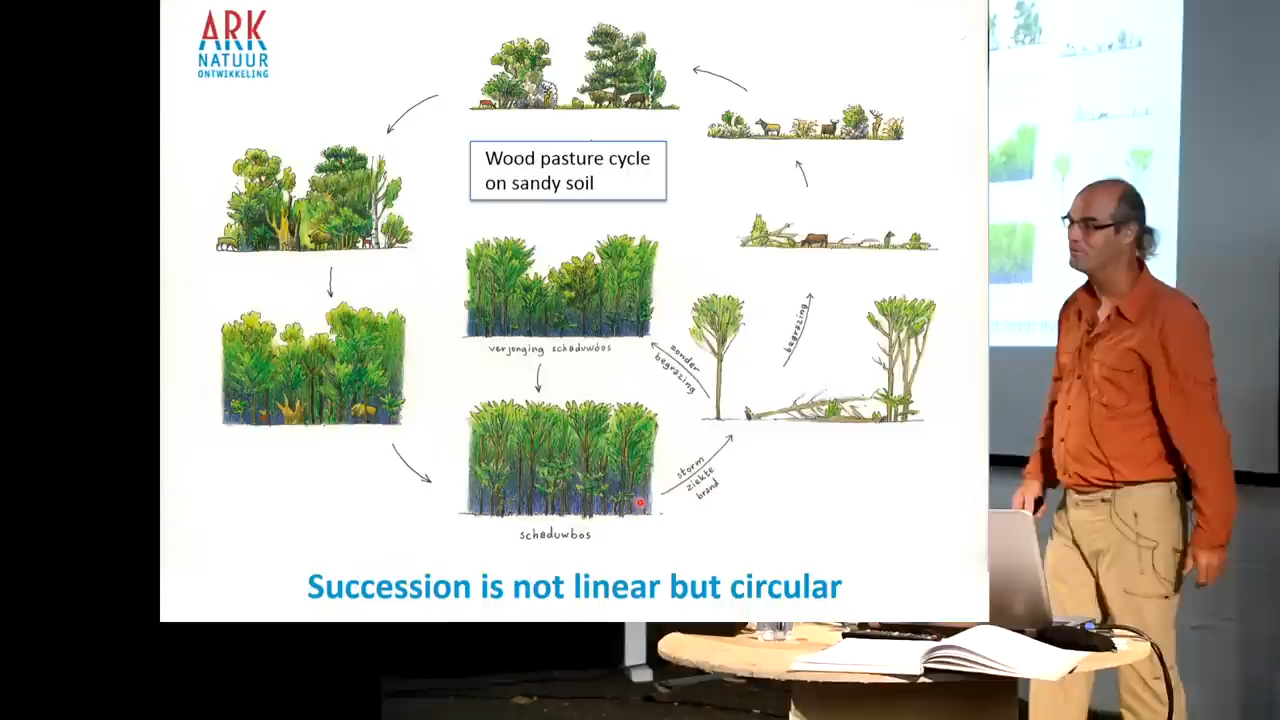 ARK
NATUUR
ONTWIKKELING
Wood pasture cycle
on sandy soil
verjonging schaduwbos
zonder
begrazing
begrazing
storm
ziekte
brand
schaduwbos
Succession is not linear but circular